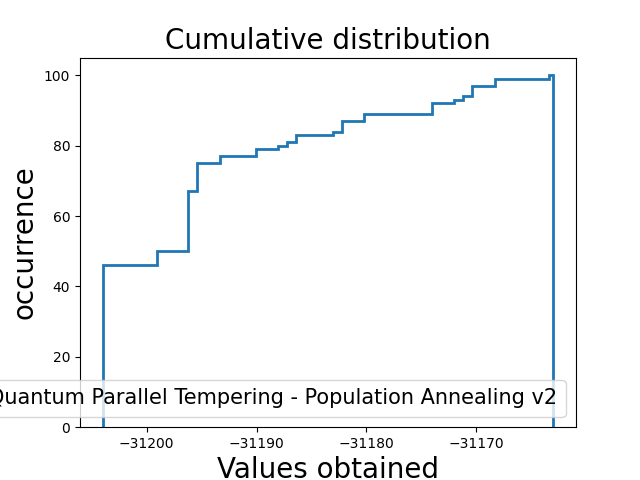 Cumulative distribution
100
80
60
40
20
0
occurrence
Quantum Parallel Tempering - Population Annealing v2
−31200 −31190 −31180 −31170
Values obtained